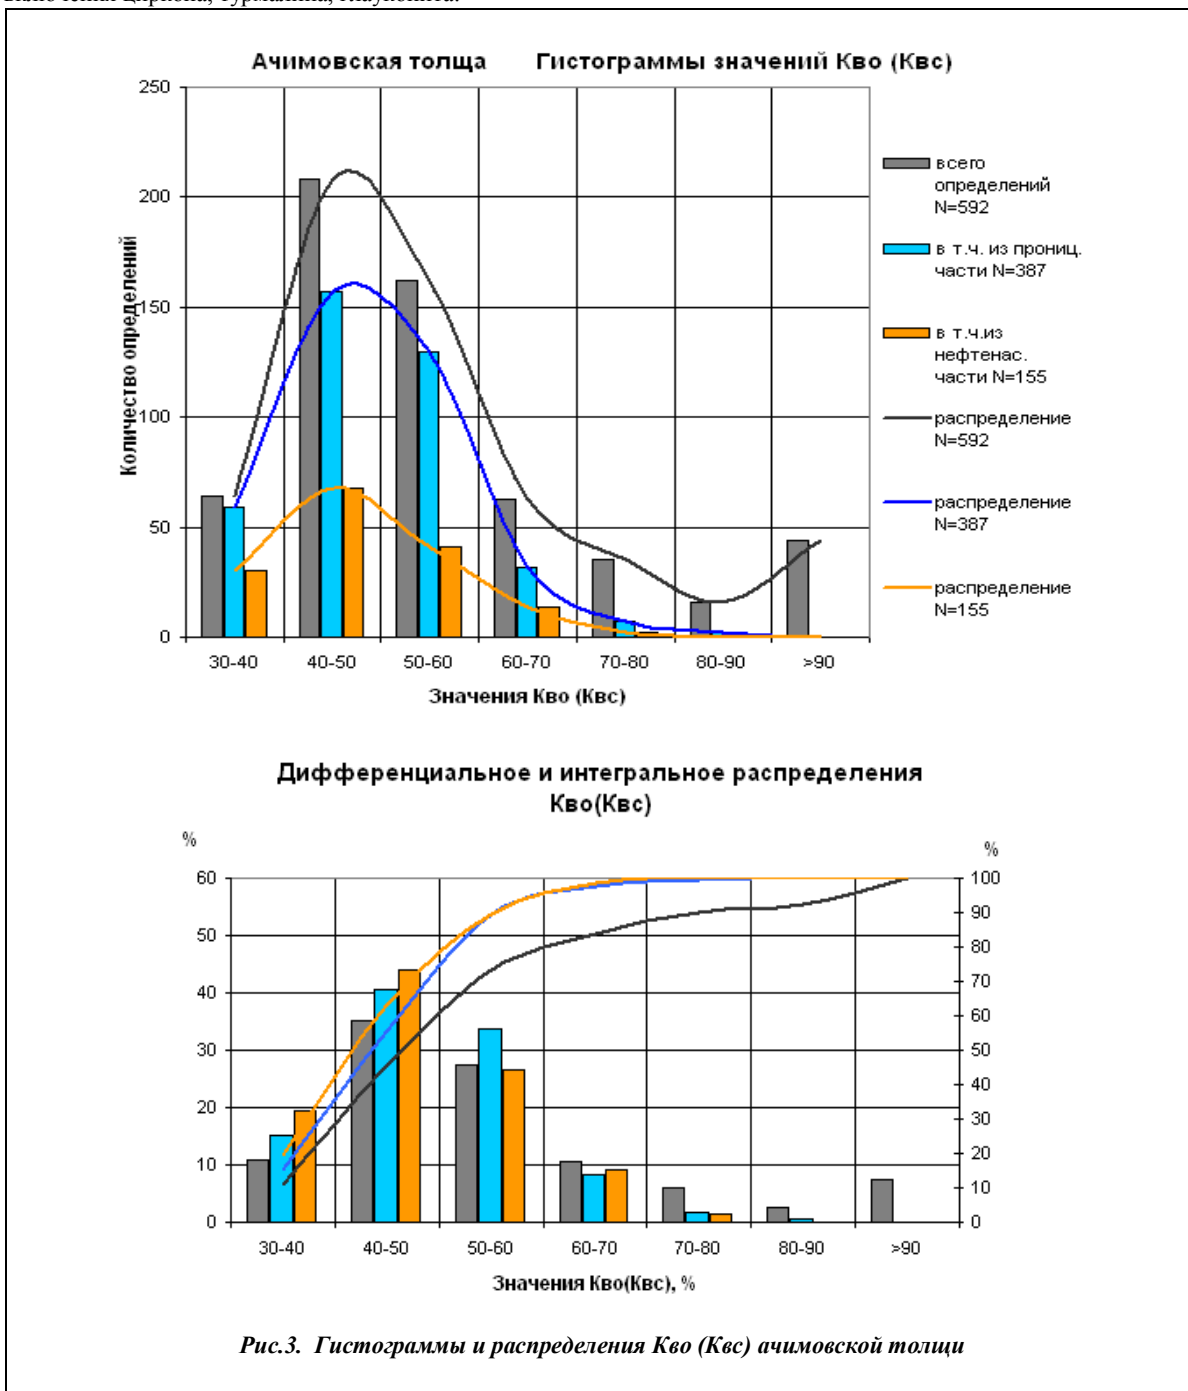 включения циркона, турмалина, глауконита.
Ачимовская толща Гистограммы значений Кво (Квс)
250
200
150
100
50
0
Количество определений
30-40 40-50 50-60 60-70 70-80 80-90 >90
Значения Кво (Квс)
всего
определений
N=592
в т.ч. из прониц.
части N=387
в т.ч.из
нефтенас.
части N=155
распределение
N=592
распределение
N=387
распределение
N=155
Дифференциальное и интегральное распределения
Кво(Квс)
% %
60 100
90
50
80
70
40
60
30 50
40
20
30
20
10
10
0 0
30-40 40-50 50-60 60-70 70-80 80-90 >90
Значения Кво(Квс), %
Рис.3. Гистограммы и распределения Кво (Квс) ачимовской толщи